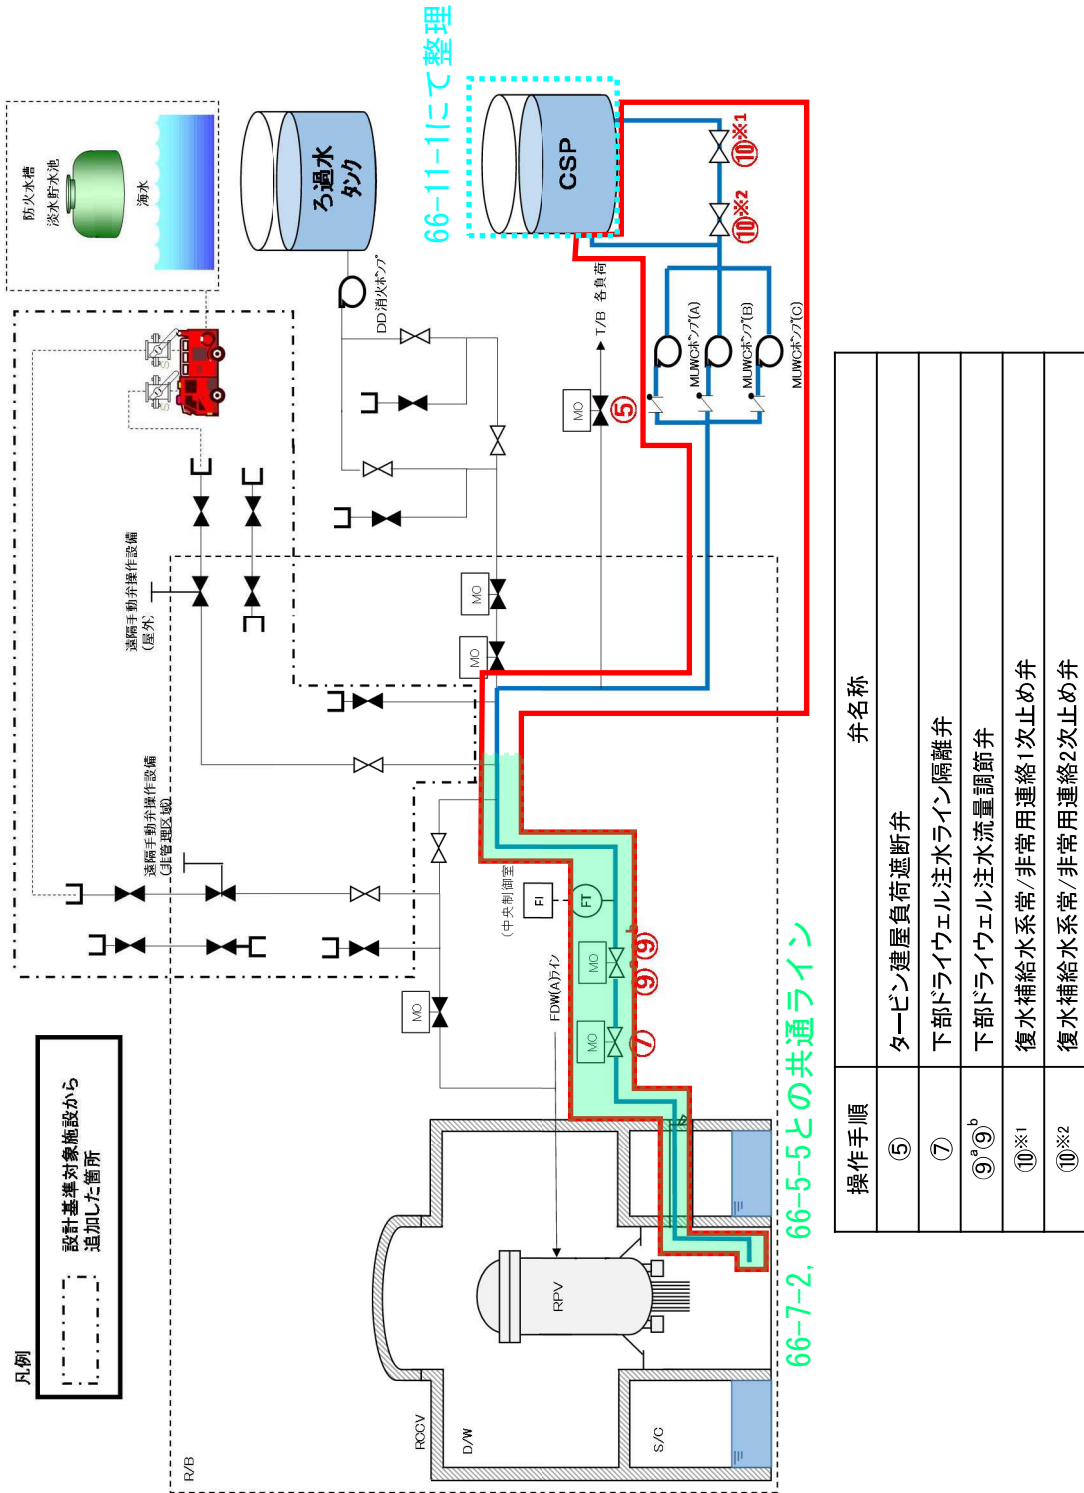 凡例
設計基準対象施設から
追加した箇所
R/B
RCCV
D/W
S/C
RPV
FDW(A)ライン
(中央制御室)
FI
FT
MO
MO
MO
MO
MO
MO
⑦
⑨ ⑨
⑤
遠隔手動弁操作設備
(非管理区域)
遠隔手動弁操作設備
(屋外)
防火水槽
淡水貯水池
海水
ろ過水
タンク
DD消火ポンプ
T/B 各負荷
66-11-1にて整理
CSP
⑩※1
⑩※2
MUWCポンプ(A)
MUWCポンプ(B)
MUWCポンプ(C)
66-7-2, 66-5-5との共通ライン
操作手順 弁名称
⑤ タービン建屋負荷遮断弁
⑦ 下部ドライウェル注水ライン隔離弁
⑨a⑨b 下部ドライウェル注水流量調節弁
⑩※1 復水補給水系常/非常用連絡1次止め弁
⑩※2 復水補給水系常/非常用連絡2次止め弁